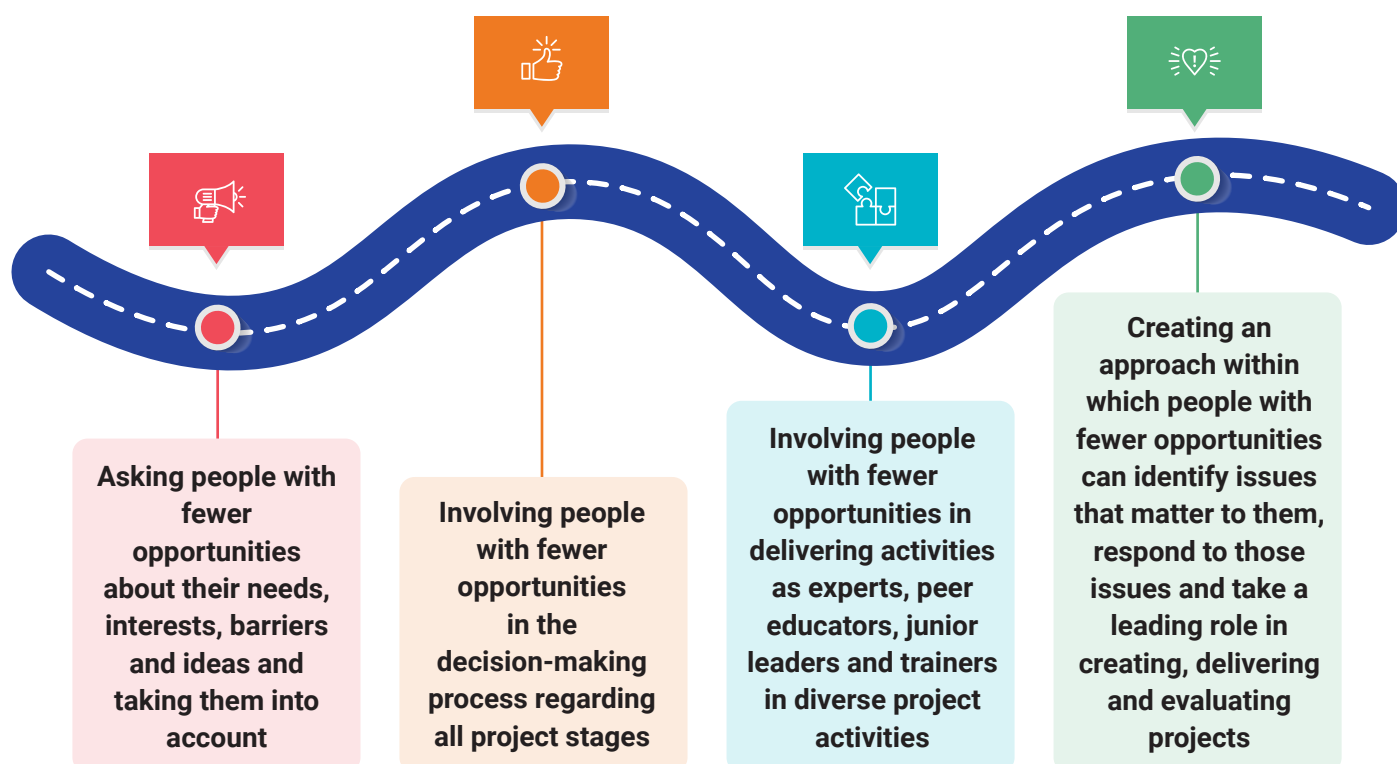 Asking people with
fewer
opportunities
about their needs,
interests, barriers
and ideas and
taking them into
account
Involving people
with fewer
opportunities
in the
decision-making
process regarding
all project stages
Involving people
with fewer
opportunities in
delivering activities
as experts, peer
educators, junior
leaders and trainers
in diverse project
activities
Creating an
approach within
which people with
fewer opportunities
can identify issues
that matter to them,
respond to those
issues and take a
leading role in
creating, delivering
and evaluating
projects